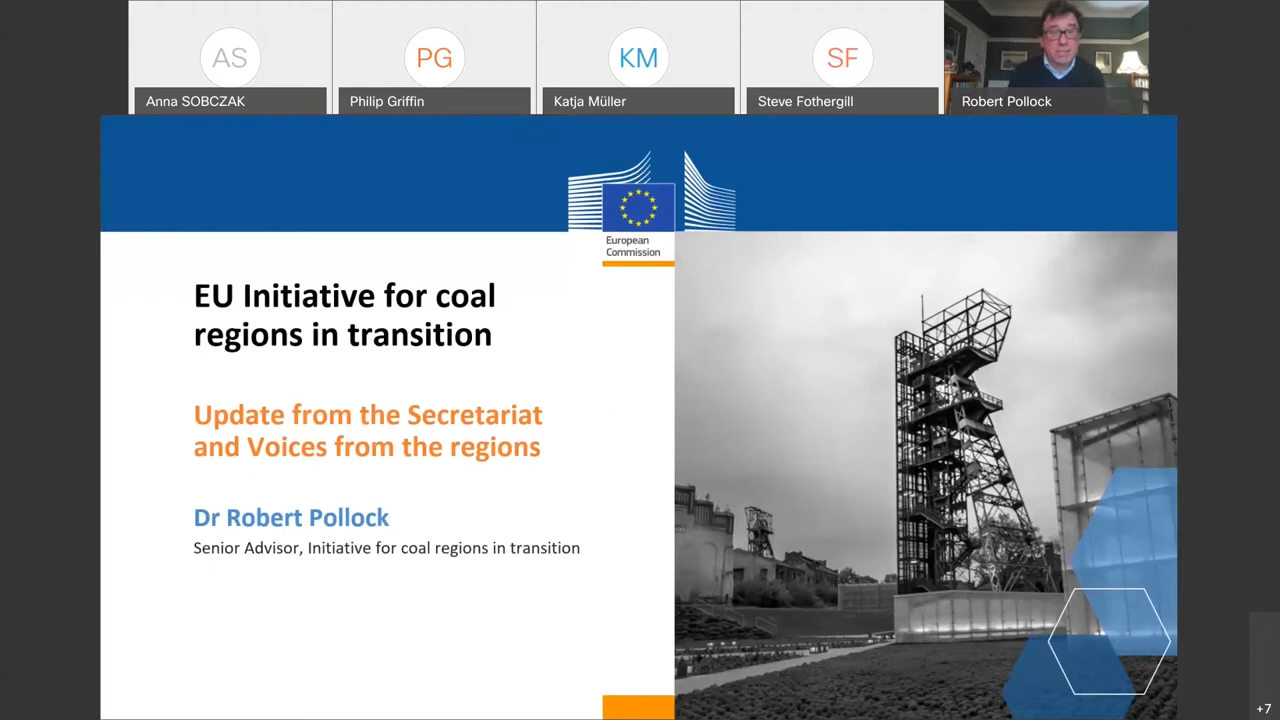 AS
PG
KM
SF
Anna SOBCZAK
Philip Griffin
Katja Müller
Steve Fothergill
Robert Pollock
European
Commission
EU Initiative for coal
regions in transition
Update from the Secretariat
and Voices from the regions
Dr Robert Pollock
Senior Advisor, Initiative for coal regions in transition
+7